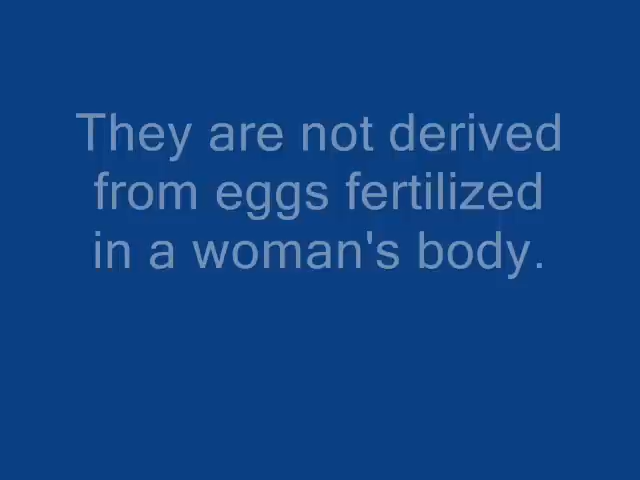 They are not derived
from eggs fertilized
in a woman's body.